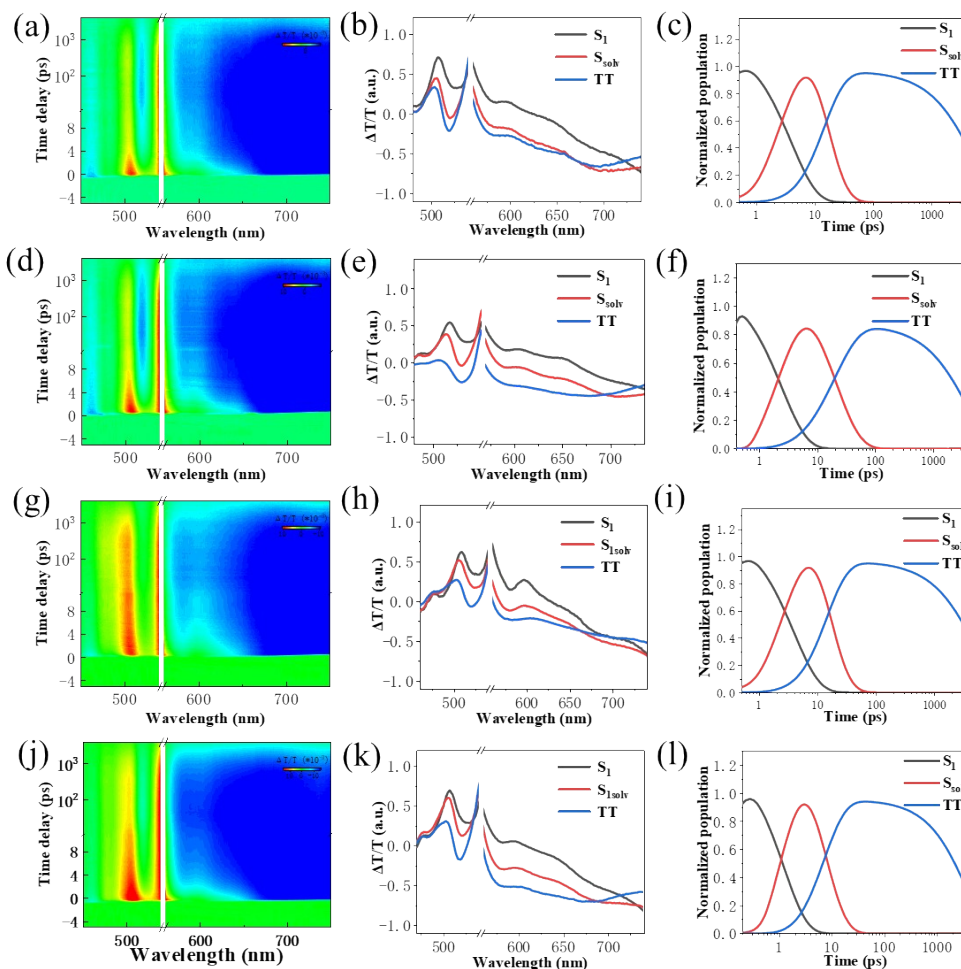 (a)
Time delay (ps)
10³
10²
8
4
0
−4
500
600
700
Wavelength (nm)
(b)
ΔT/T (a.u.)
1.0
0.5
0.0
−0.5
−1.0
S₁
Sₛₒₗᵥ
TT
500
600
700
Wavelength (nm)
(c)
Normalized population
1.2
1.0
0.8
0.6
0.4
0.2
0.0
S₁
Sₛₒₗᵥ
TT
1
10
100
1000
Time (ps)
(d)
Time delay (ps)
10³
10²
8
4
0
−4
500
600
700
Wavelength (nm)
(e)
ΔT/T (a.u.)
1.0
0.5
0.0
−0.5
−1.0
S₁
Sₛₒₗᵥ
TT
500
600
700
Wavelength (nm)
(f)
Normalized population
1.2
1.0
0.8
0.6
0.4
0.2
0.0
S₁
Sₛₒₗᵥ
TT
1
10
100
1000
Time (ps)
(g)
Time delay (ps)
10³
10²
8
4
0
−4
500
600
700
Wavelength (nm)
(h)
ΔT/T (a.u.)
1.0
0.5
0.0
−0.5
−1.0
S₁
S₁ₛₒₗᵥ
TT
500
600
700
Wavelength (nm)
(i)
Normalized population
1.2
1.0
0.8
0.6
0.4
0.2
0.0
S₁
TT
1
10
100
1000
Time (ps)
(j)
Time delay (ps)
10³
10²
8
4
0
−4
500
600
700
Wavelength (nm)
(k)
ΔT/T (a.u.)
1.0
0.5
0.0
−0.5
−1.0
S₁
S₁ₛₒₗᵥ
TT
500
600
700
Wavelength (nm)
(l)
Normalized population
1.2
1.0
0.8
0.6
0.4
0.2
0.0
S₁
TT
1
10
100
1000
Time (ps)